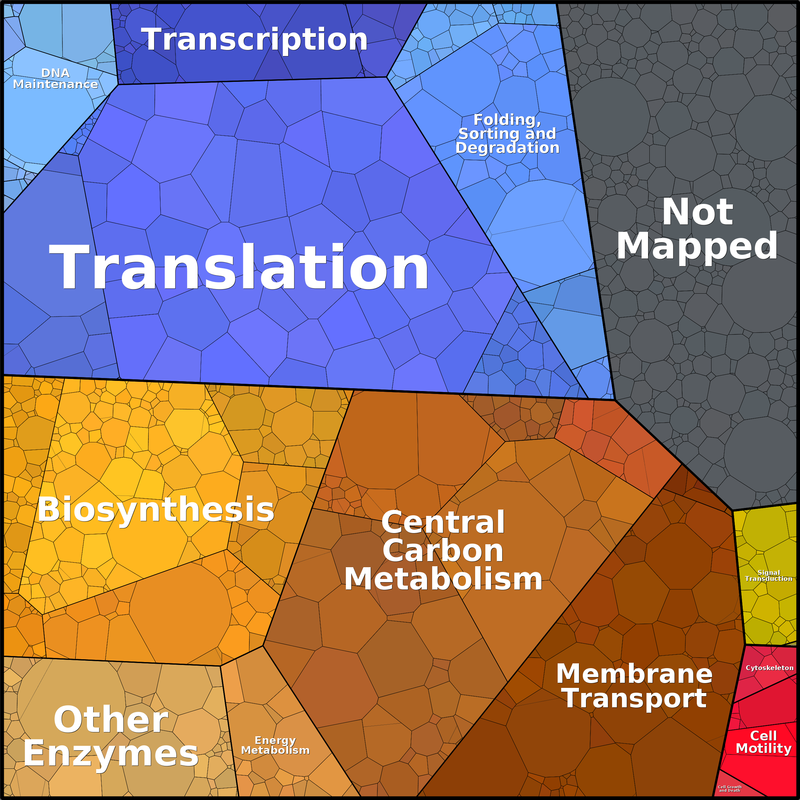 Transcription
DNA
Maintenance
Folding,
Sorting and
Degradation
Not
Mapped
Translation
Biosynthesis
Central
Carbon
Metabolism
Signal
Transduction
Membrane
Transport
Cytoskeleton
Other
Enzymes
Energy
Metabolism
Cell
Motility
Cell Growth
and Death